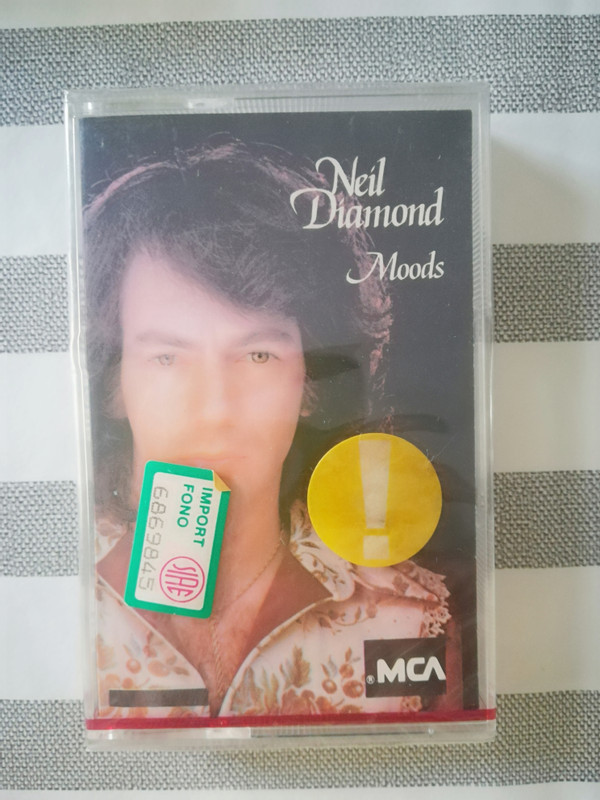 Neil
Diamond
Moods
!
IMPORT
FONO
SIAE
6869845
® MCA